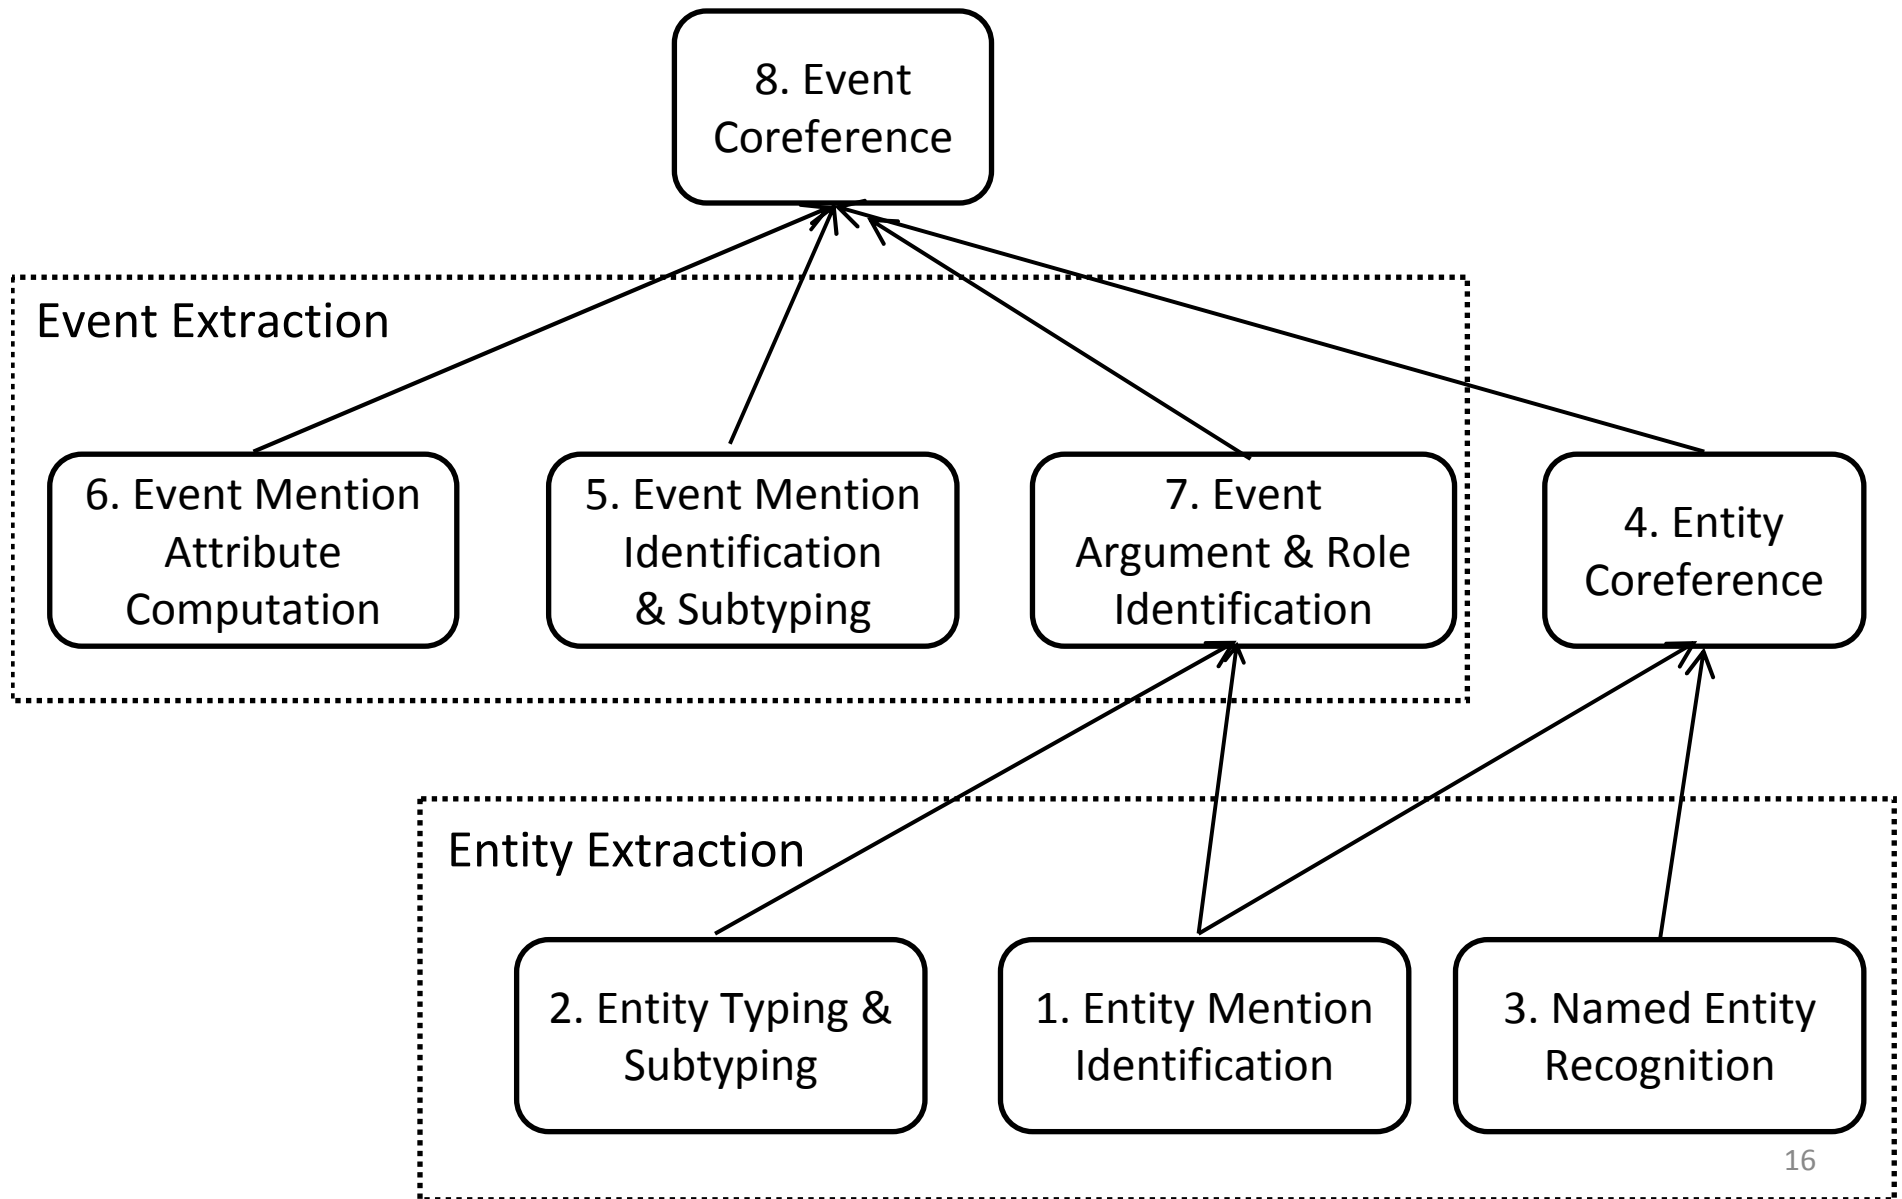 8. Event
Coreference
Event Extraction
6. Event Mention
Attribute
Computation
5. Event Mention
Identification
& Subtyping
7. Event
Argument & Role
Identification
4. Entity
Coreference
Entity Extraction
2. Entity Typing &
Subtyping
1. Entity Mention
Identification
3. Named Entity
Recognition
16